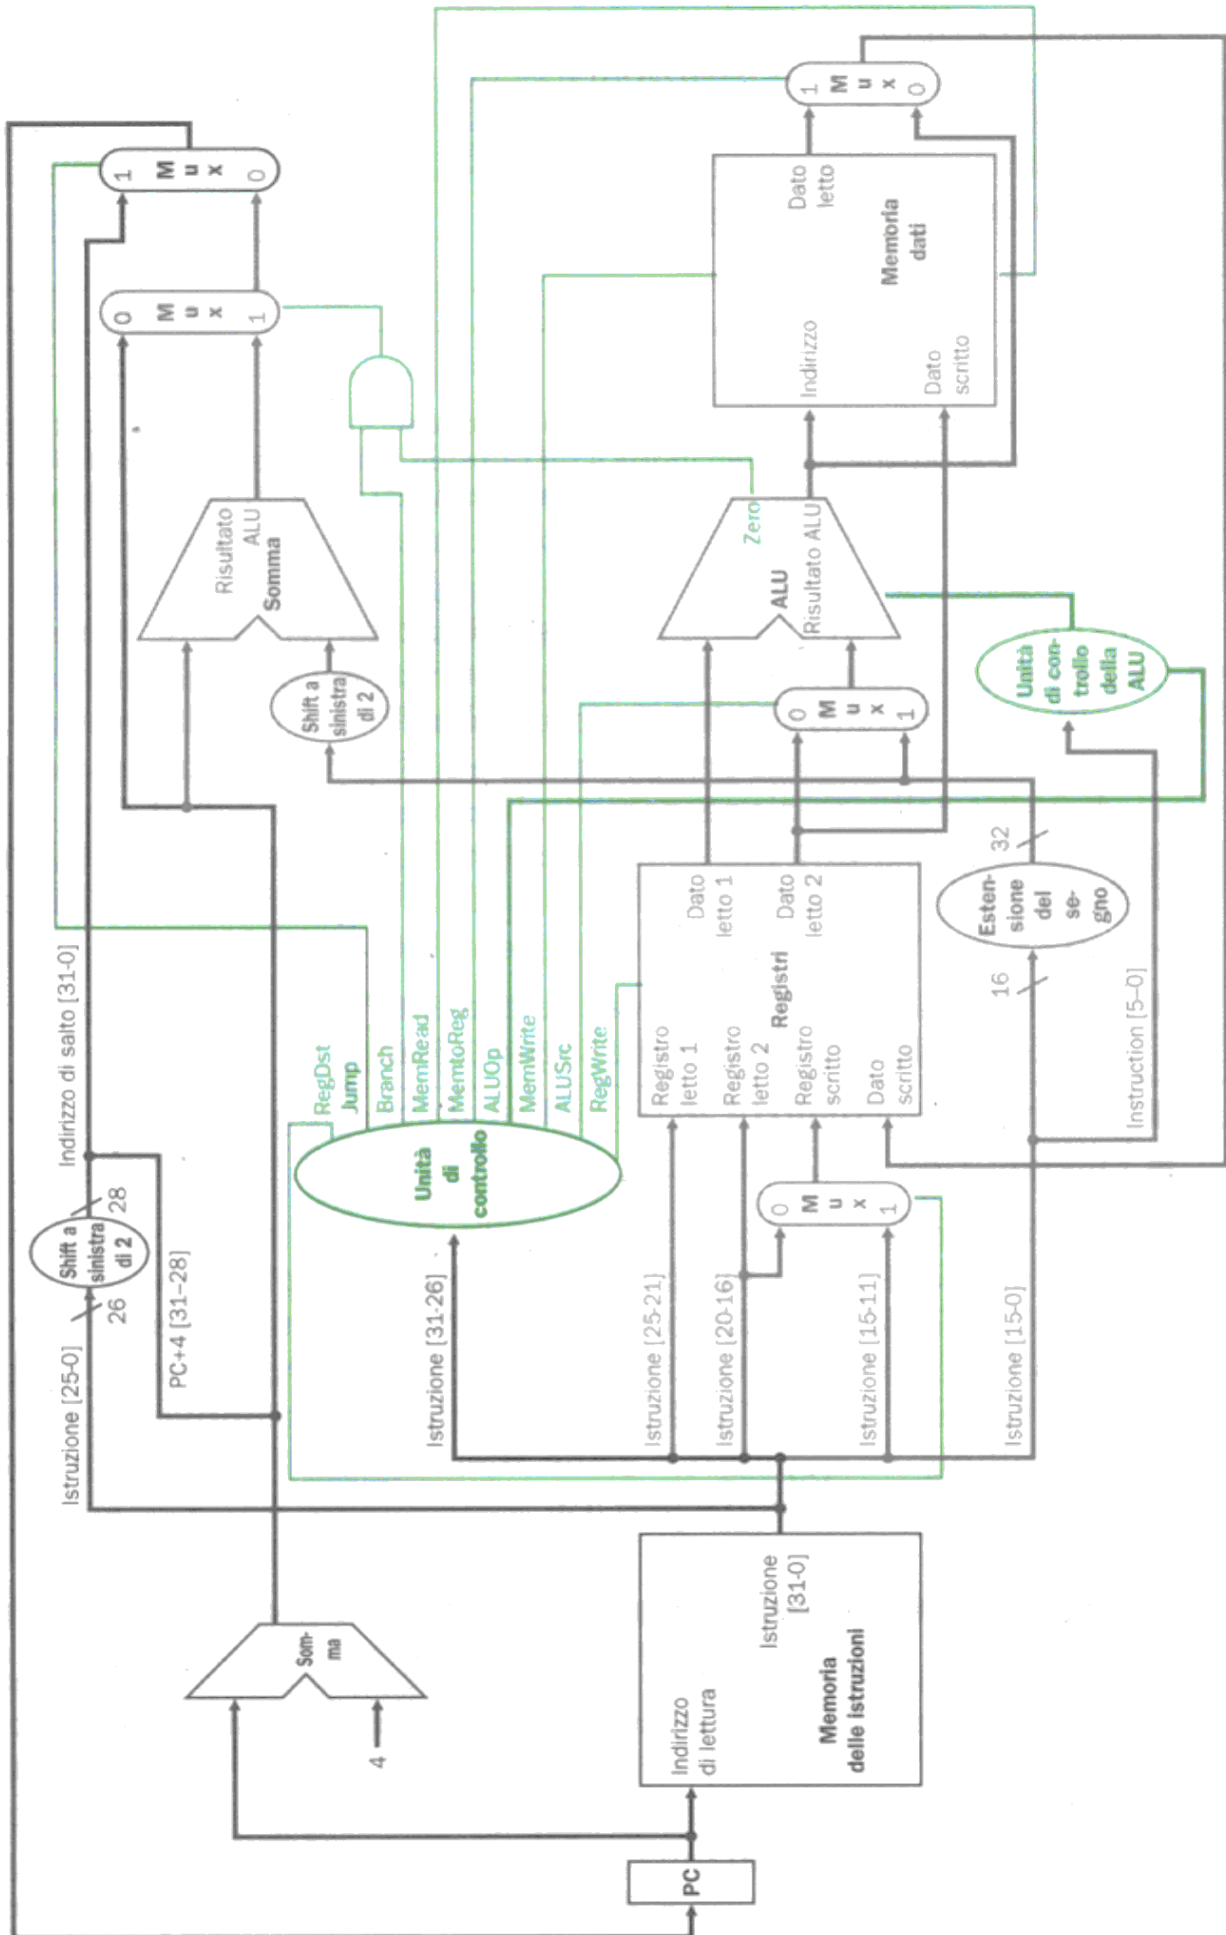 Istruzione [25-0]
26
Shift a
sinistra
di 2
28
Indirizzo di salto [31-0]
PC+4 [31–28]
0
M
u
x
1
1
M
u
x
0
Som-
ma
4
Shift a
sinistra
di 2
Risultato
ALU
Somma
Unità
di
controllo
RegDst
Jump
Branch
MemRead
MemtoReg
ALUOp
MemWrite
ALUSrc
RegWrite
Istruzione [31-26]
Istruzione [25-21]
Istruzione [20-16]
Istruzione [15-11]
Istruzione [15-0]
PC
Indirizzo
di lettura
Istruzione
[31-0]
Memoria
delle istruzioni
0
M
u
x
1
Registro
letto 1
Registro
letto 2
Registro
scritto
Dato
scritto
Registri
Dato
letto 1
Dato
letto 2
0
M
u
x
1
Zero
ALU
Risultato ALU
Indirizzo
Dato
scritto
Dato
letto
Memoria
dati
1
M
u
x
0
16
Esten-
sione
del
se-
gno
32
Instruction [5–0]
Unità
di con-
trollo
della
ALU